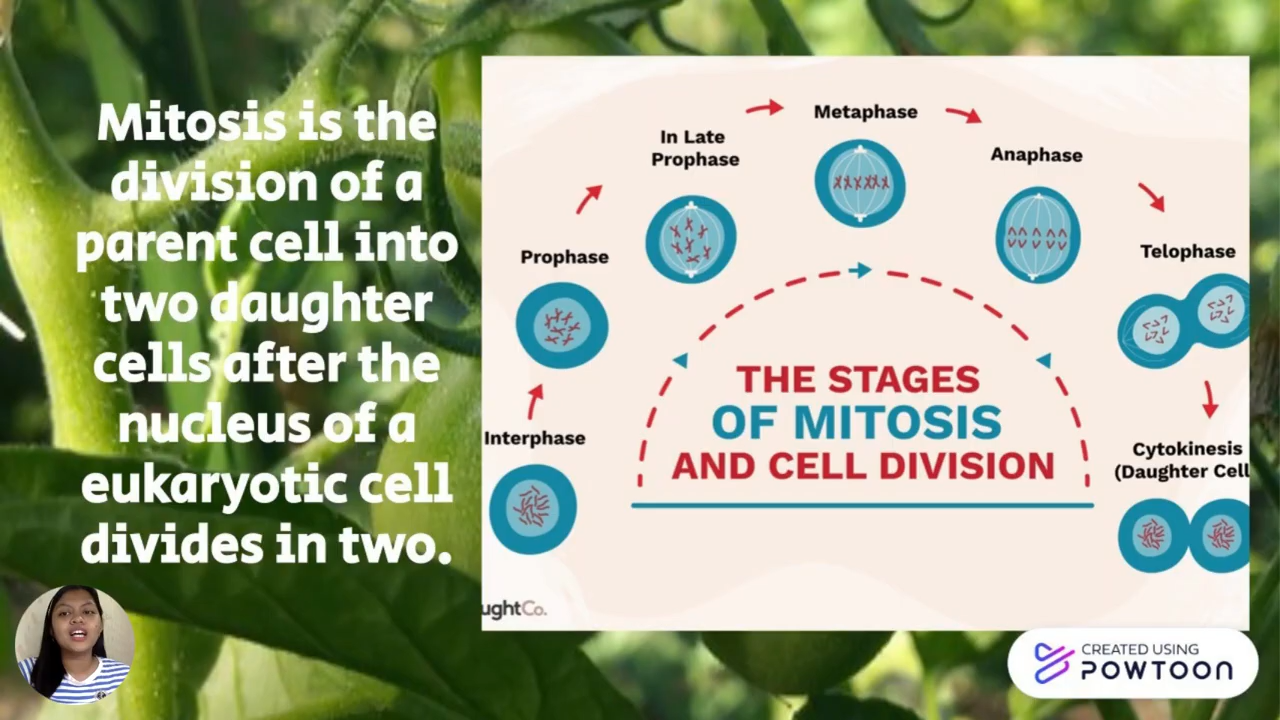 Mitosis is the
division of a
parent cell into
two daughter
cells after the
nucleus of a
eukaryotic cell
divides in two.
Metaphase
In Late
Prophase
Anaphase
Prophase
Telophase
Interphase
Cytokinesis
(Daughter Cell
THE STAGES
OF MITOSIS
AND CELL DIVISION
ughtCo.
CREATED USING
POWTOON